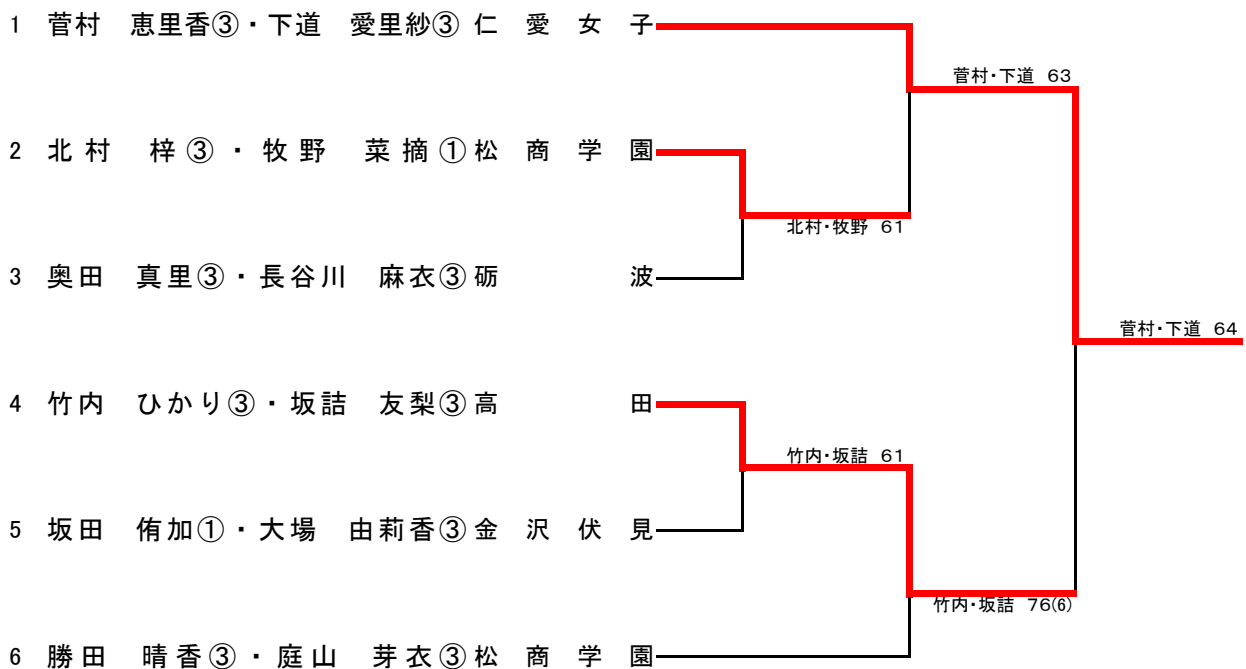 1 菅村 恵里香③・下道 愛里紗③ 仁愛女子
菅村・下道 63
2 北村 梓③・牧野 菜摘① 松商学園
北村・牧野 61
3 奥田 真里③・長谷川 麻衣③ 砺波
菅村・下道 64
4 竹内 ひかり③・坂詰 友梨③ 高田
竹内・坂詰 61
5 坂田 侑加①・大場 由莉香③ 金沢伏見
竹内・坂詰 76(6)
6 勝田 晴香③・庭山 芽衣③ 松商学園